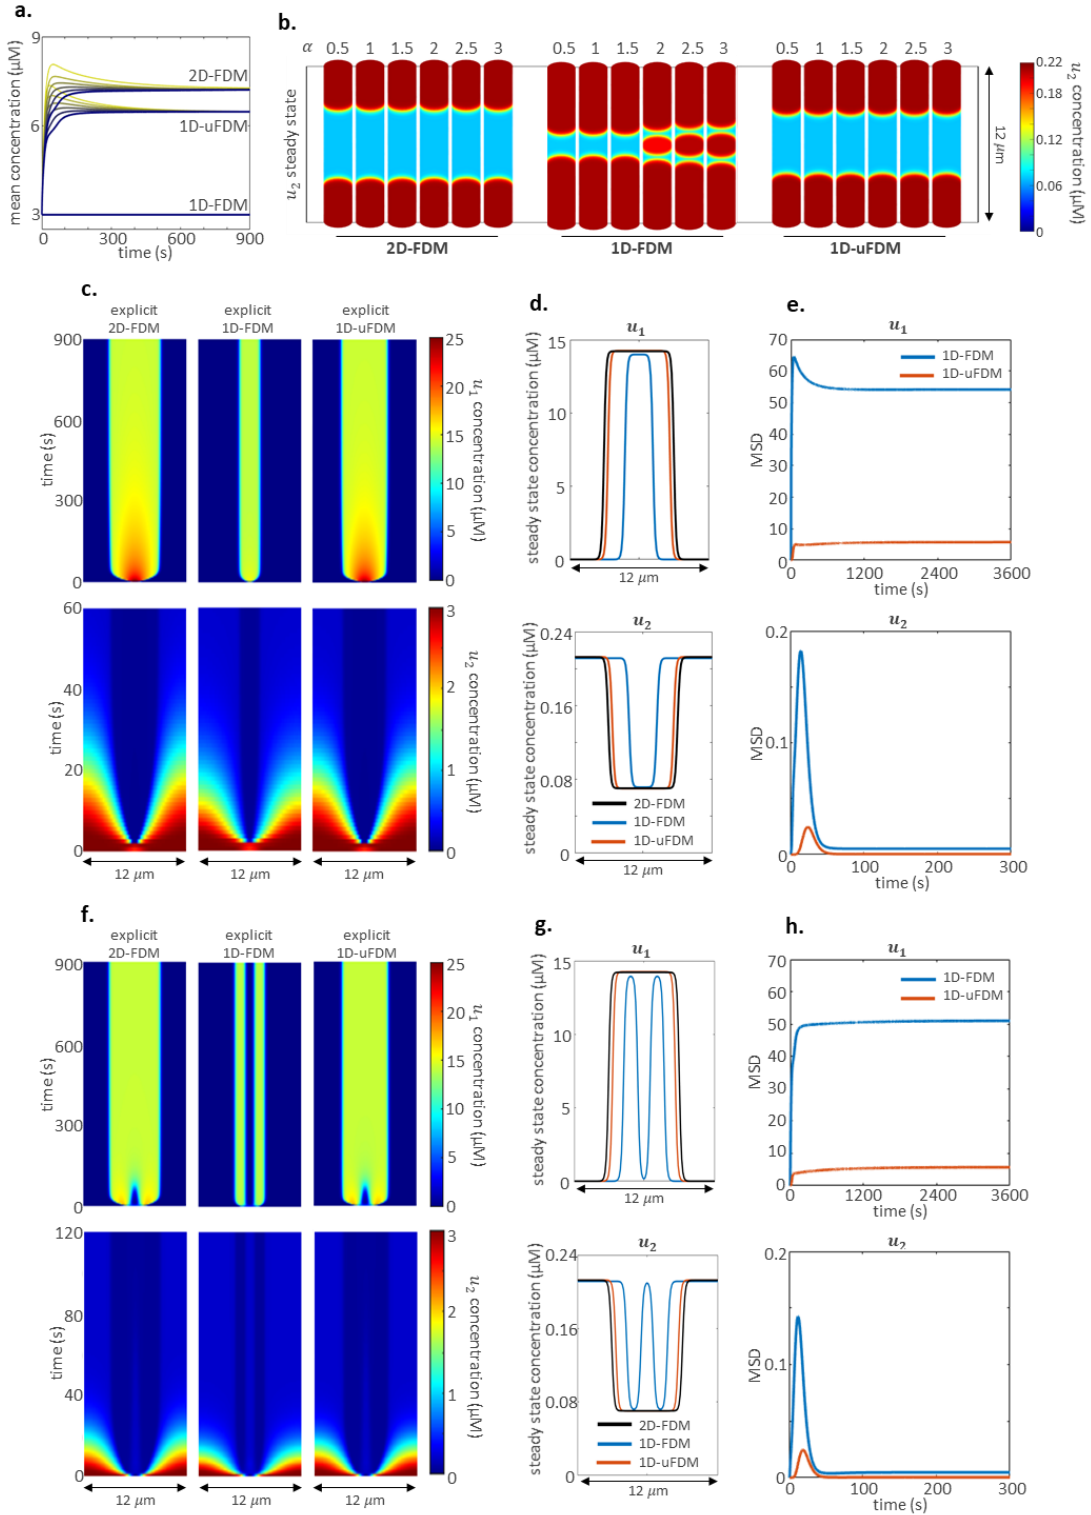 a.
9
6
3
mean concentration (μM)
2D-FDM
1D-uFDM
1D-FDM
0 300 600 900
time (s)
b.
α 0.5 1 1.5 2 2.5 3 0.5 1 1.5 2 2.5 3 0.5 1 1.5 2 2.5 3
u₂ steady state
2D-FDM 1D-FDM 1D-uFDM
12 μm
0.22
0.18
0.12
0.06
0
u₂ concentration (μM)
c.
explicit 2D-FDM
explicit 1D-FDM
explicit 1D-uFDM
900
600
300
0
time (s)
25
20
15
10
5
0
u₁ concentration (μM)
60
40
20
0
time (s)
3
2
1
0
u₂ concentration (μM)
12 μm 12 μm 12 μm
d.
u₁
15
10
5
0
steady state concentration (μM)
12 μm
u₂
0.24
0.16
0.08
0
steady state concentration (μM)
2D-FDM
1D-FDM
1D-uFDM
12 μm
e.
u₁
70
60
50
40
30
20
10
0
MSD
1D-FDM
1D-uFDM
0 1200 2400 3600
time (s)
u₂
0.2
0.1
0
MSD
0 100 200 300
time (s)
f.
explicit 2D-FDM
explicit 1D-FDM
explicit 1D-uFDM
900
600
300
0
time (s)
25
20
15
10
5
0
u₁ concentration (μM)
120
80
40
0
time (s)
3
2
1
0
u₂ concentration (μM)
12 μm 12 μm 12 μm
g.
u₁
15
10
5
0
steady state concentration (μM)
12 μm
u₂
0.24
0.16
0.08
0
steady state concentration (μM)
2D-FDM
1D-FDM
1D-uFDM
12 μm
h.
u₁
70
60
50
40
30
20
10
0
MSD
1D-FDM
1D-uFDM
0 1200 2400 3600
time (s)
u₂
0.2
0.1
0
MSD
0 100 200 300
time (s)